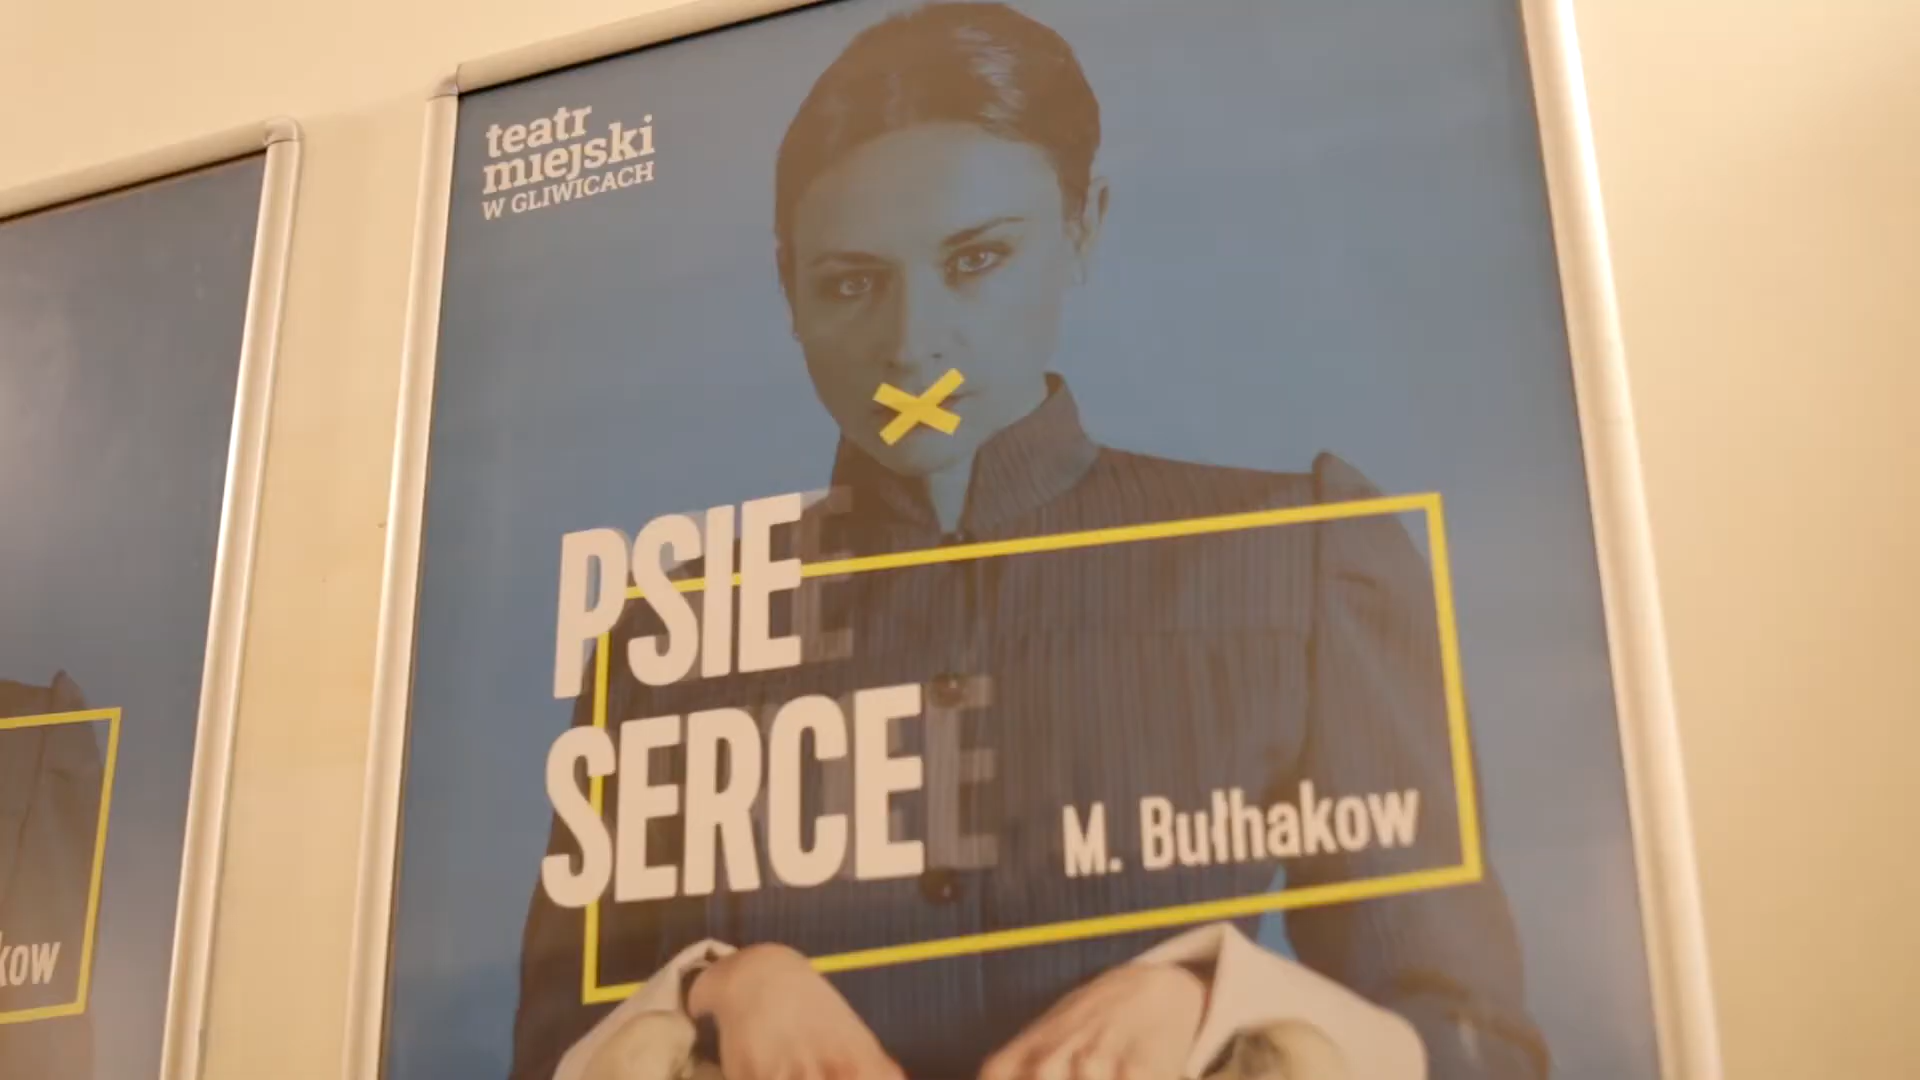 teatr
miejski
W GLIWICACH
PSIE
SERCE
M. Bułhakow
kow